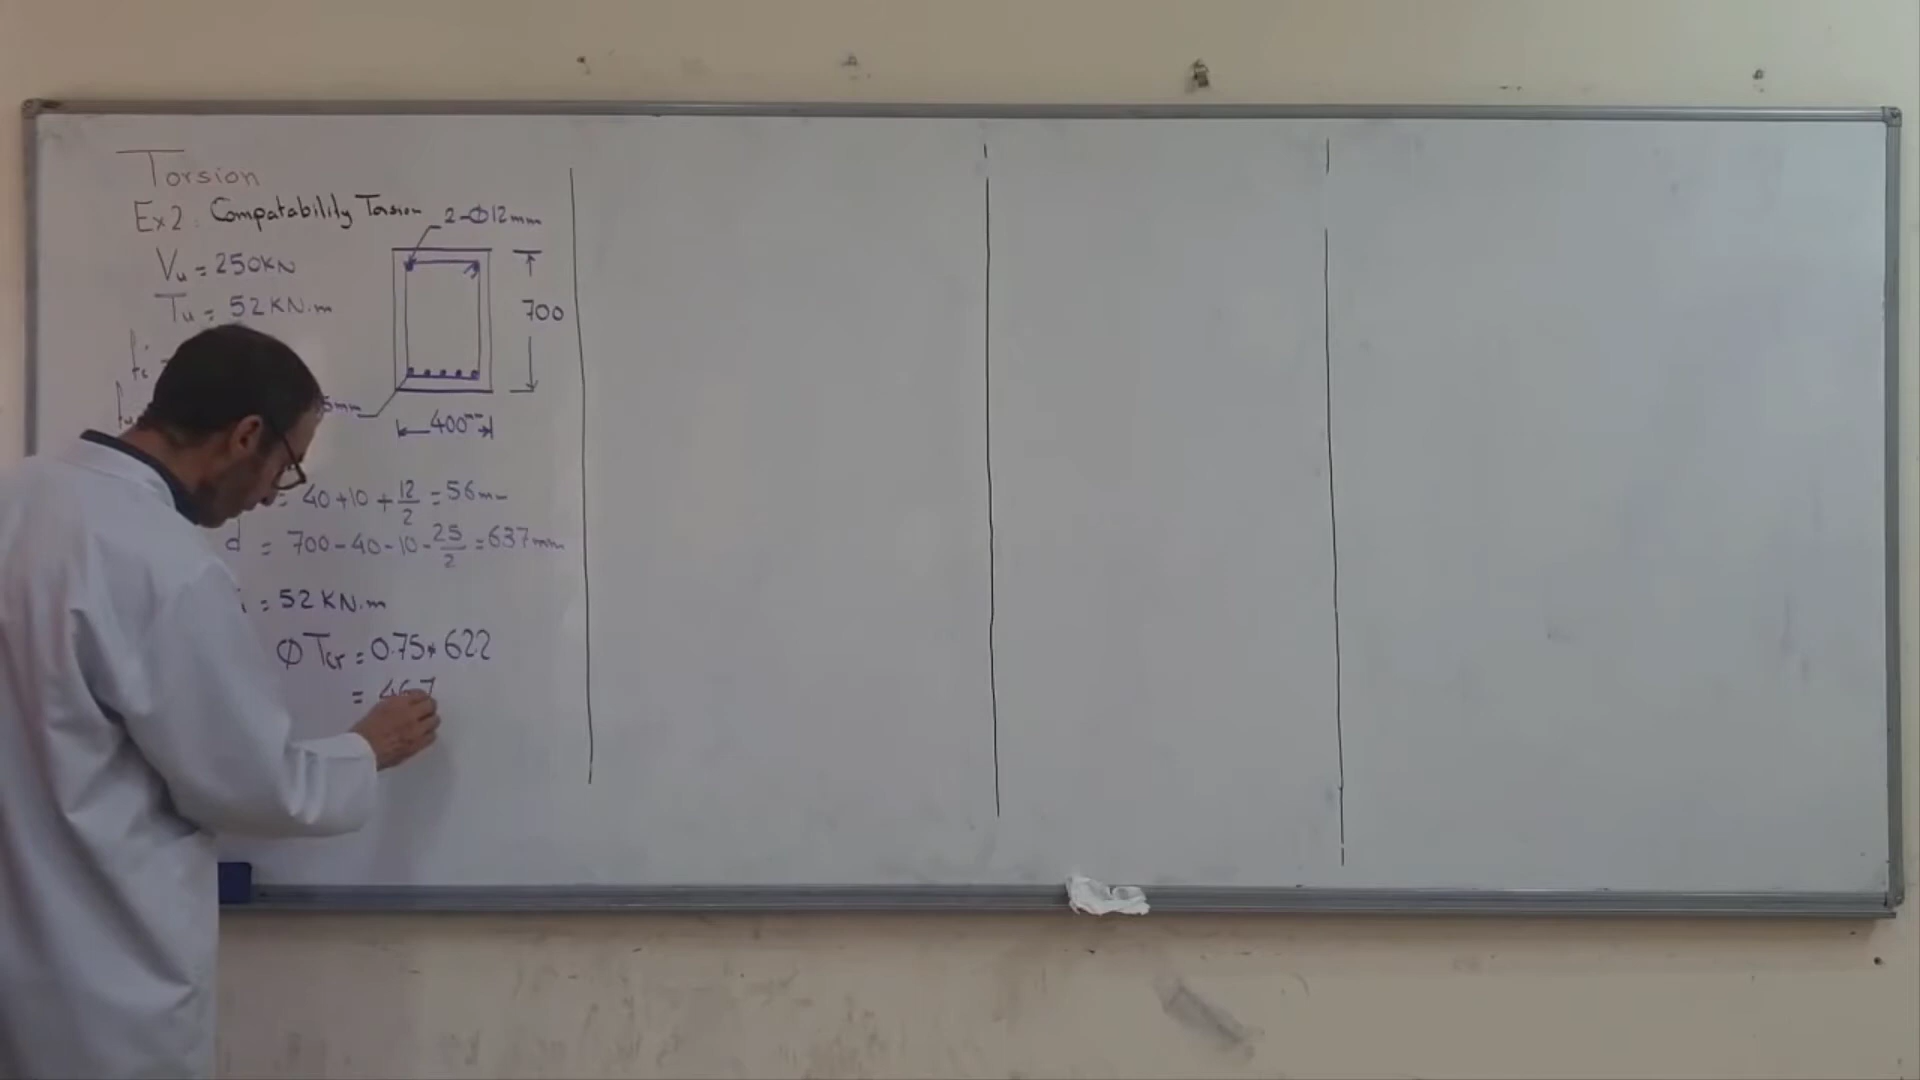 Torsion
Ex2: Compatability Torsion
2-Φ12mm
Vu = 250KN
Tu = 52KN.m
700
5mm
400mm
= 40+10+12/2 = 56mm
d = 700-40-10-25/2 = 637mm
= 52KN.m
ΦTcr = 0.75*622